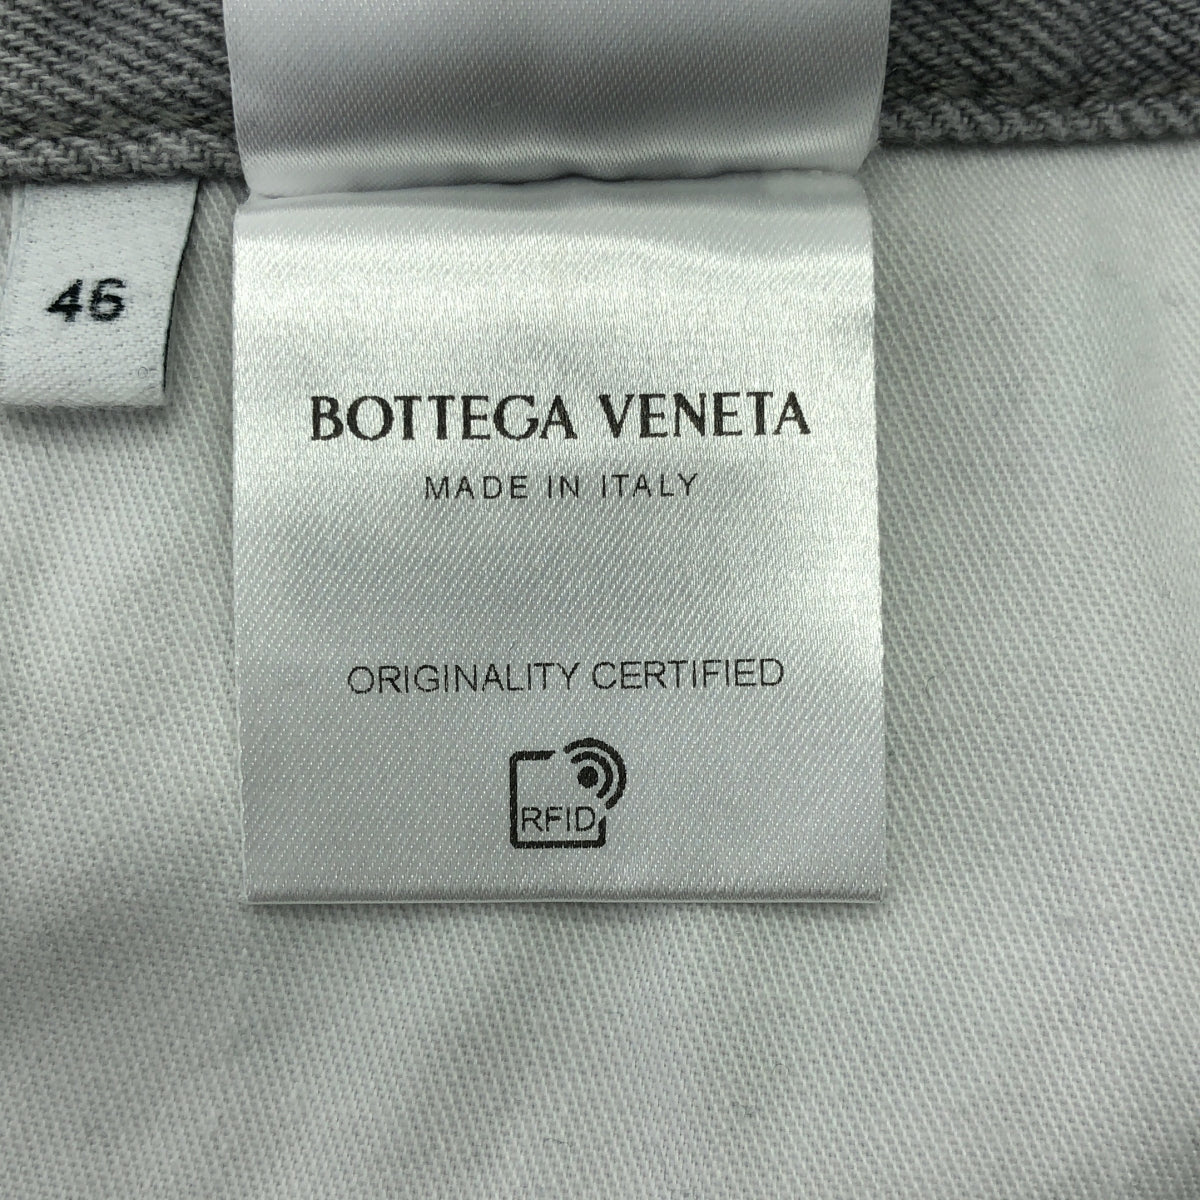 46
BOTTEGA VENETA
MADE IN ITALY
ORIGINALITY CERTIFIED
RFID